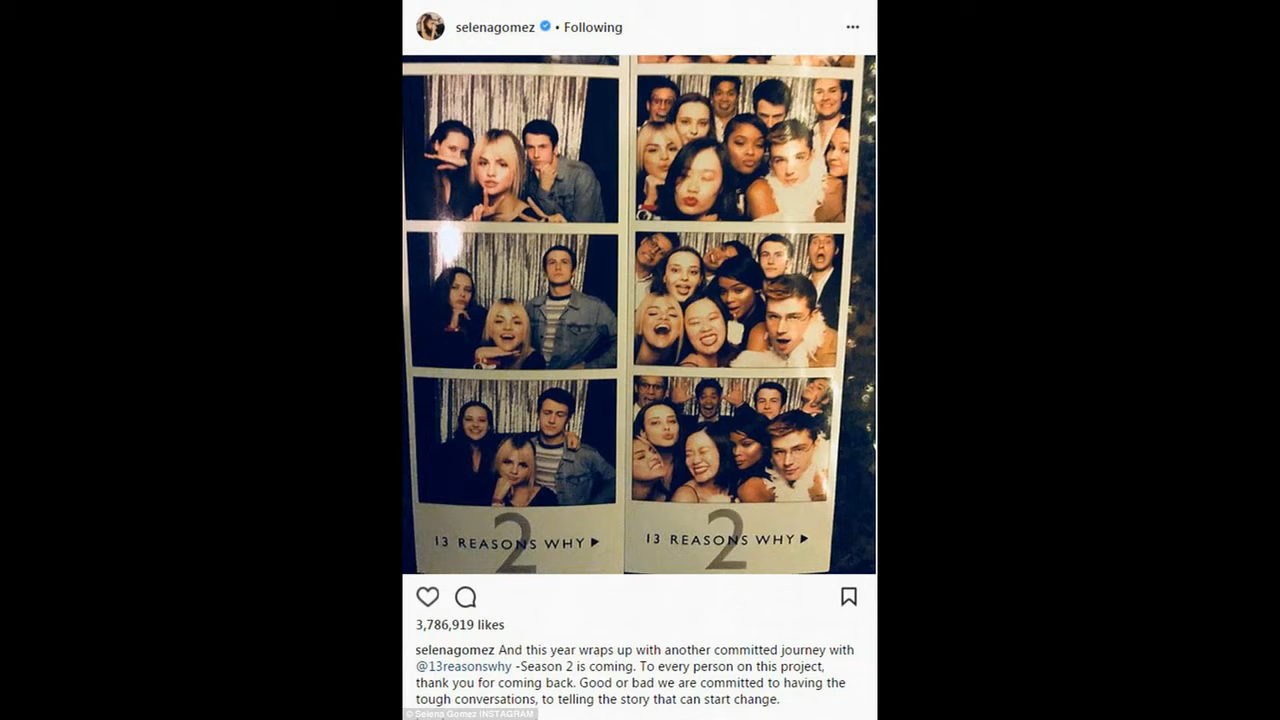 selenagomez • Following
2
13 REASONS WHY
2
13 REASONS WHY
3,786,919 likes
selenagomez And this year wraps up with another committed journey with
@13reasonswhy -Season 2 is coming. To every person on this project,
thank you for coming back. Good or bad we are committed to having the
tough conversations, to telling the story that can start change.
© Selena Gomez INSTAGRAM